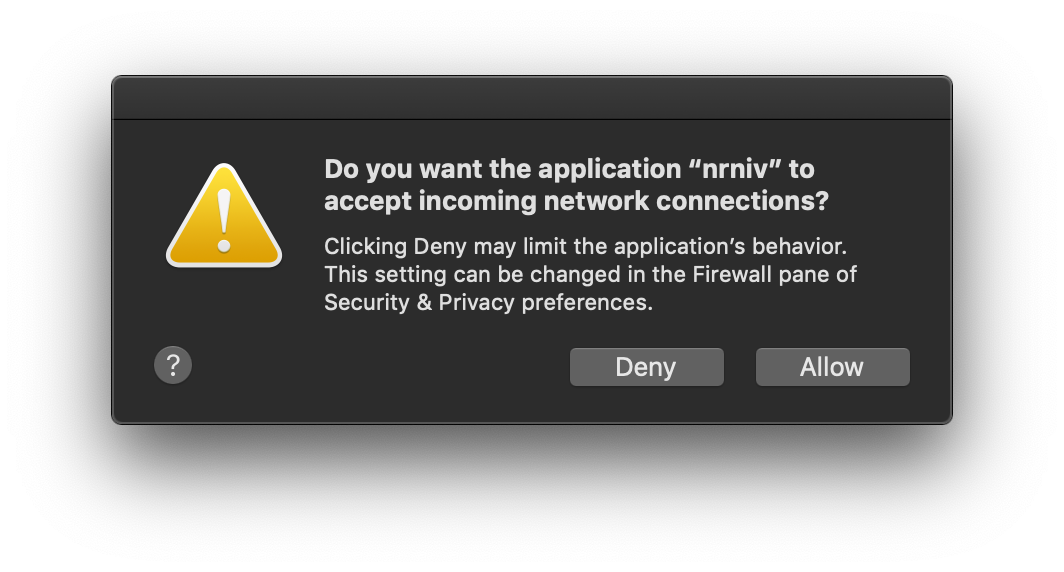 Do you want the application “nrniv” to
accept incoming network connections?
Clicking Deny may limit the application’s behavior.
This setting can be changed in the Firewall pane of
Security & Privacy preferences.
?
Deny
Allow